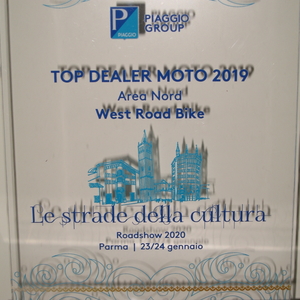 PIAGGIO
PIAGGIO
GROUP
TOP DEALER MOTO 2019
Area Nord
West Road Bike
Le strade della cultura
Roadshow 2020
Parma | 23/24 gennaio